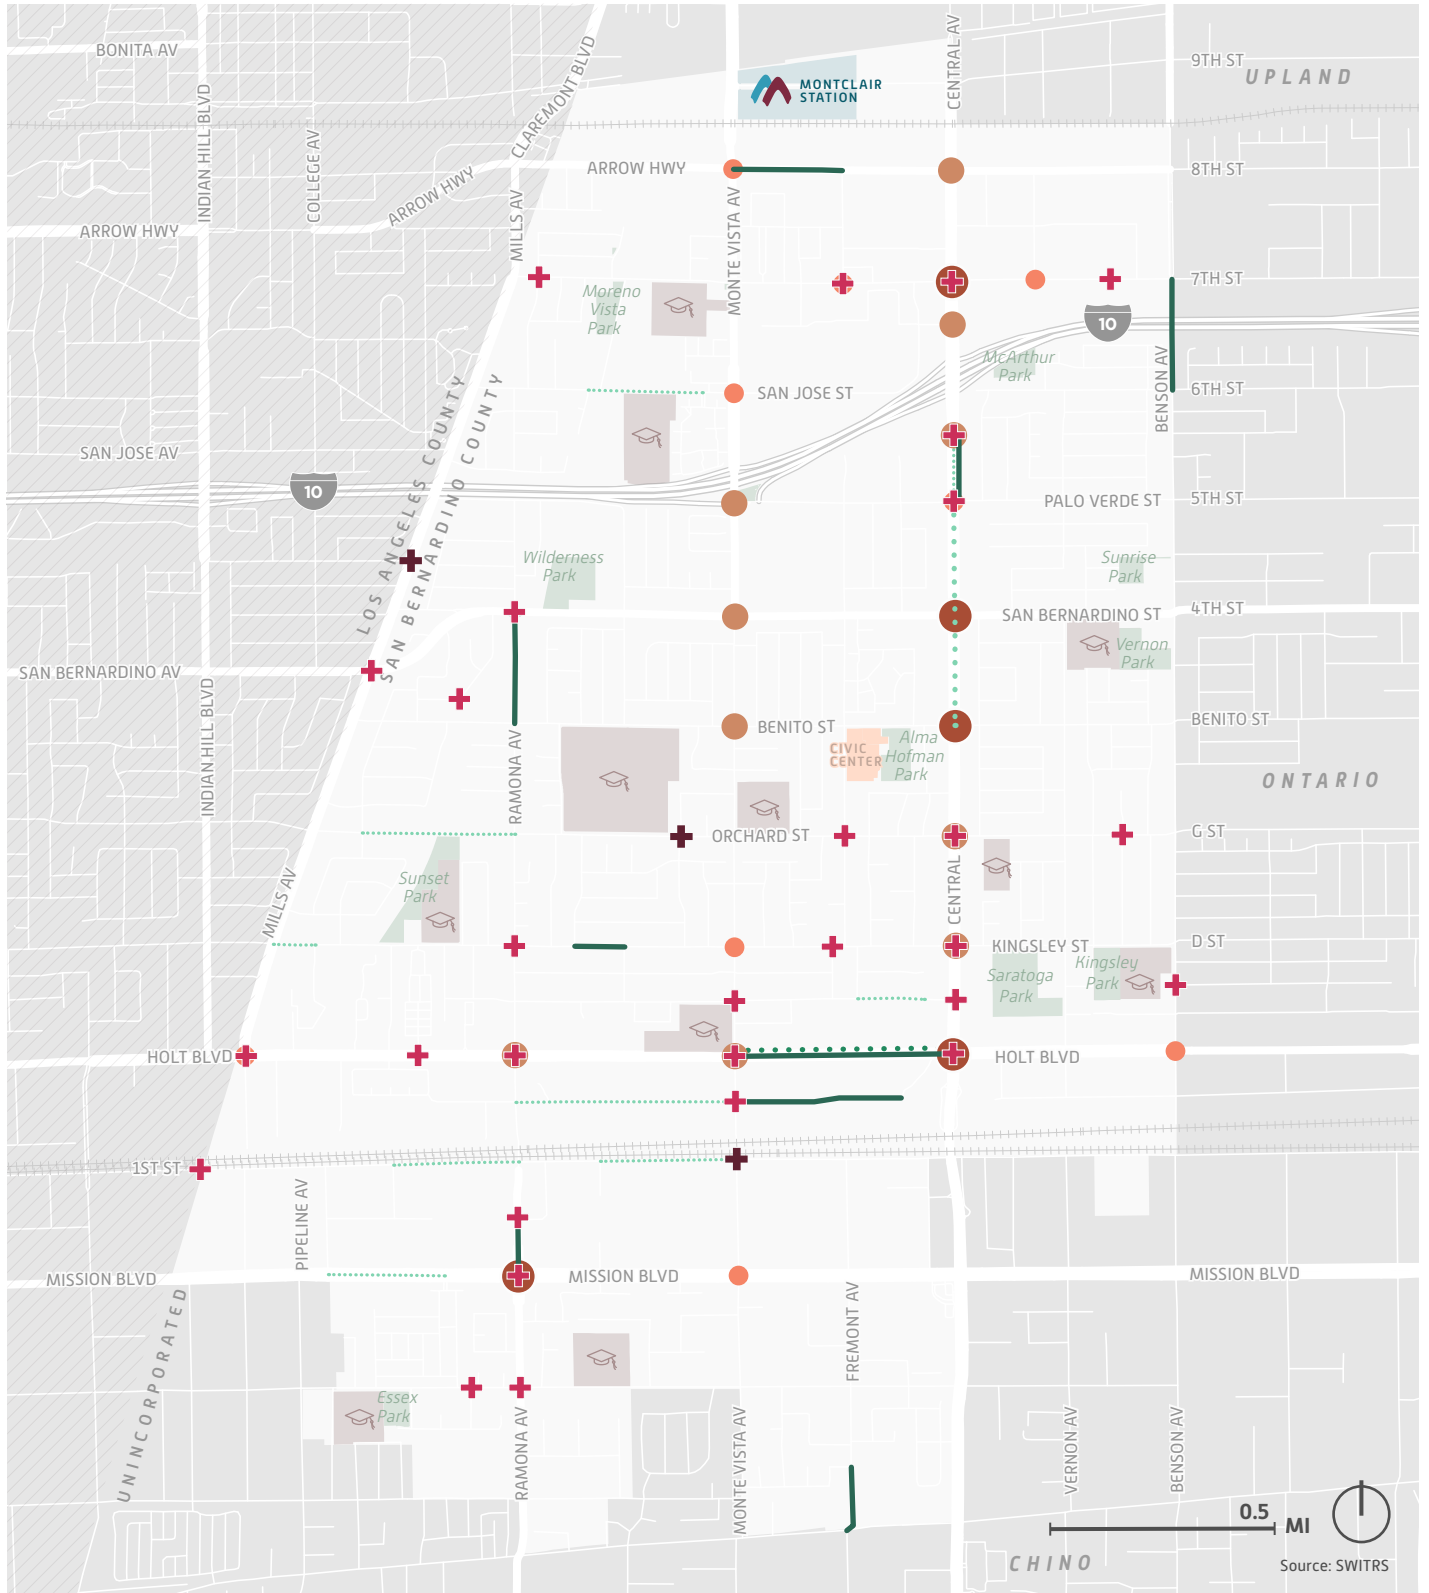 BONITA AV
INDIAN HILL BLVD
COLLEGE AV
CLAREMONT BLVD
CENTRAL AV
9TH ST
UPLAND
MONTCLAIR
STATION
ARROW HWY
8TH ST
ARROW HWY
ARROW HWY
MILLS AV
MONTE VISTA AV
7TH ST
Moreno
Vista
Park
10
McArthur
Park
BENSON AV
6TH ST
SAN JOSE ST
LOS ANGELES COUNTY
SAN BERNARDINO COUNTY
SAN JOSE AV
10
PALO VERDE ST
5TH ST
Wilderness
Park
Sunrise
Park
SAN BERNARDINO ST
4TH ST
Vernon
Park
SAN BERNARDINO AV
INDIAN HILL BLVD
RAMONA AV
BENITO ST
BENITO ST
CIVIC
CENTER
Alma
Hofman
Park
ONTARIO
ORCHARD ST
G ST
MILLS AV
Sunset
Park
CENTRAL
KINGSLEY ST
D ST
Saratoga
Park
Kingsley
Park
HOLT BLVD
HOLT BLVD
1ST ST
PIPELINE AV
MISSION BLVD
MISSION BLVD
MISSION BLVD
UNINCORPORATED
FREMONT AV
Essex
Park
RAMONA AV
MONTE VISTA AV
VERNON AV
BENSON AV
0.5 MI
CHINO
Source: SWITRS